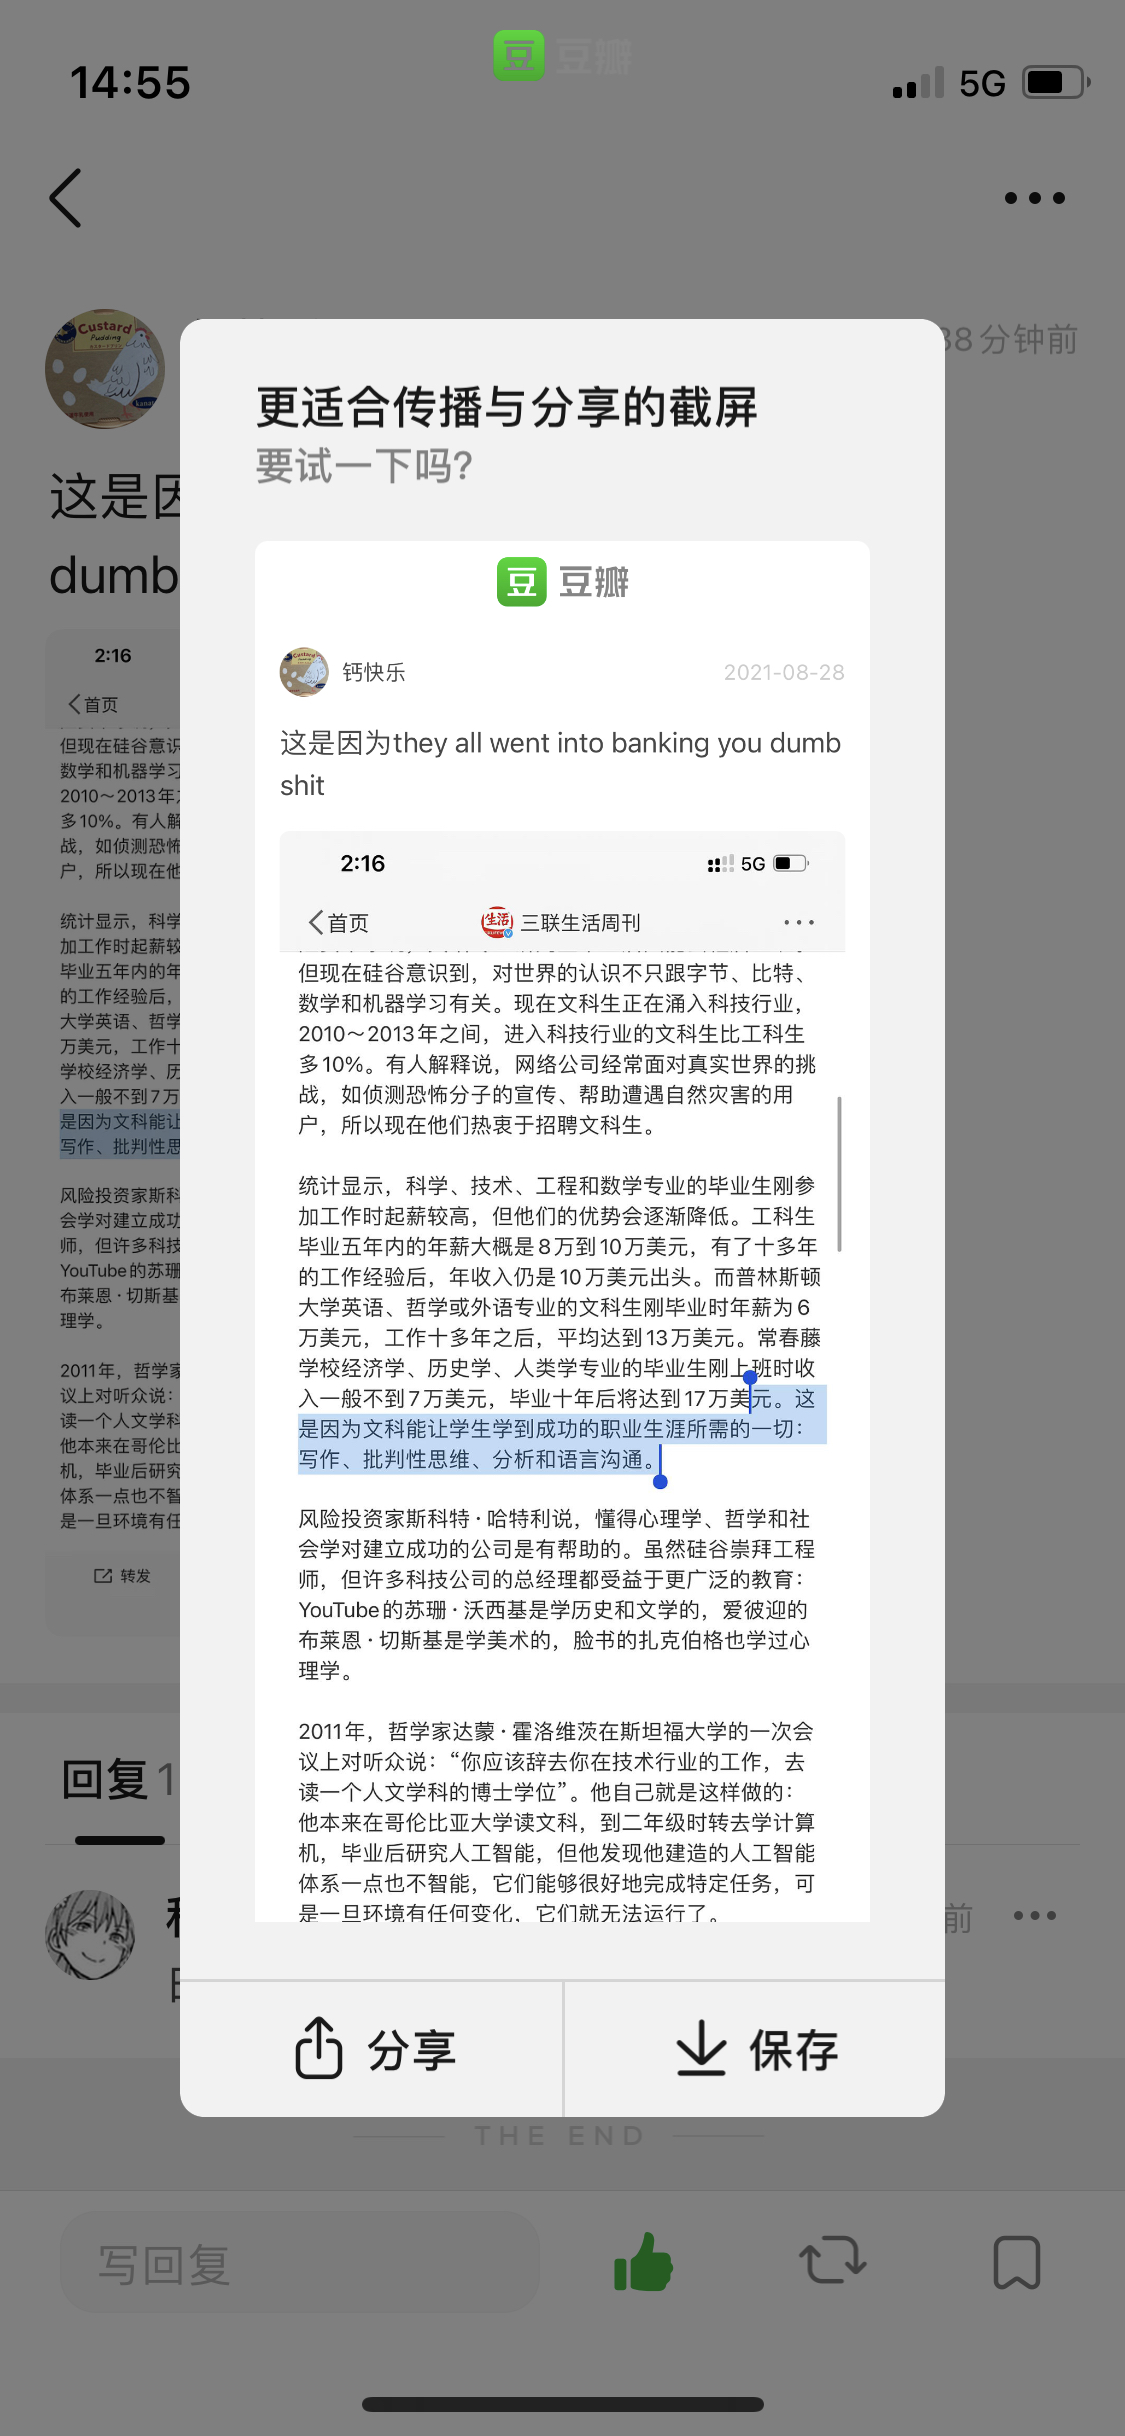 豆瓣
14:55
5G
Custard
Pudding
38分钟前
这是因
dumb
2:16
首页
但现在硅谷意识
数学和机器学习
2010～2013年
多10%。有人解
战，如侦测恐怖
户，所以现在他
统计显示，科学
加工作时起薪较
毕业五年内的年
的工作经验后，
大学英语、哲学
万美元，工作十
学校经济学、历
入一般不到7万
是因为文科能让
写作、批判性思
风险投资家斯科
会学对建立成功
师，但许多科技
YouTube的苏珊
布莱恩·切斯基
理学。
2011年，哲学家
议上对听众说：
读一个人文学科
他本来在哥伦比
机，毕业后研究
体系一点也不智
是一旦环境有任
转发
回复 1
更适合传播与分享的截屏
要试一下吗?
豆瓣
钙快乐
2021-08-28
这是因为they all went into banking you dumb
shit
2:16
5G
首页
生活
三联生活周刊
但现在硅谷意识到，对世界的认识不只跟字节、比特、
数学和机器学习有关。现在文科生正在涌入科技行业，
2010～2013年之间，进入科技行业的文科生比工科生
多10%。有人解释说，网络公司经常面对真实世界的挑
战，如侦测恐怖分子的宣传、帮助遭遇自然灾害的用
户，所以现在他们热衷于招聘文科生。
统计显示，科学、技术、工程和数学专业的毕业生刚参
加工作时起薪较高，但他们的优势会逐渐降低。工科生
毕业五年内的年薪大概是8万到10万美元，有了十多年
的工作经验后，年收入仍是10万美元出头。而普林斯顿
大学英语、哲学或外语专业的文科生刚毕业时年薪为6
万美元，工作十多年之后，平均达到13万美元。常春藤
学校经济学、历史学、人类学专业的毕业生刚上班时收
入一般不到7万美元，毕业十年后将达到17万美元。这
是因为文科能让学生学到成功的职业生涯所需的一切：
写作、批判性思维、分析和语言沟通。
风险投资家斯科特·哈特利说，懂得心理学、哲学和社
会学对建立成功的公司是有帮助的。虽然硅谷崇拜工程
师，但许多科技公司的总经理都受益于更广泛的教育：
YouTube的苏珊·沃西基是学历史和文学的，爱彼迎的
布莱恩·切斯基是学美术的，脸书的扎克伯格也学过心
理学。
2011年，哲学家达蒙·霍洛维茨在斯坦福大学的一次会
议上对听众说：“你应该辞去你在技术行业的工作，去
读一个人文学科的博士学位”。他自己就是这样做的：
他本来在哥伦比亚大学读文科，到二年级时转去学计算
机，毕业后研究人工智能，但他发现他建造的人工智能
体系一点也不智能，它们能够很好地完成特定任务，可
是一旦环境有任何变化，它们就无法运行了。
前
分享
保存
THE END
写回复